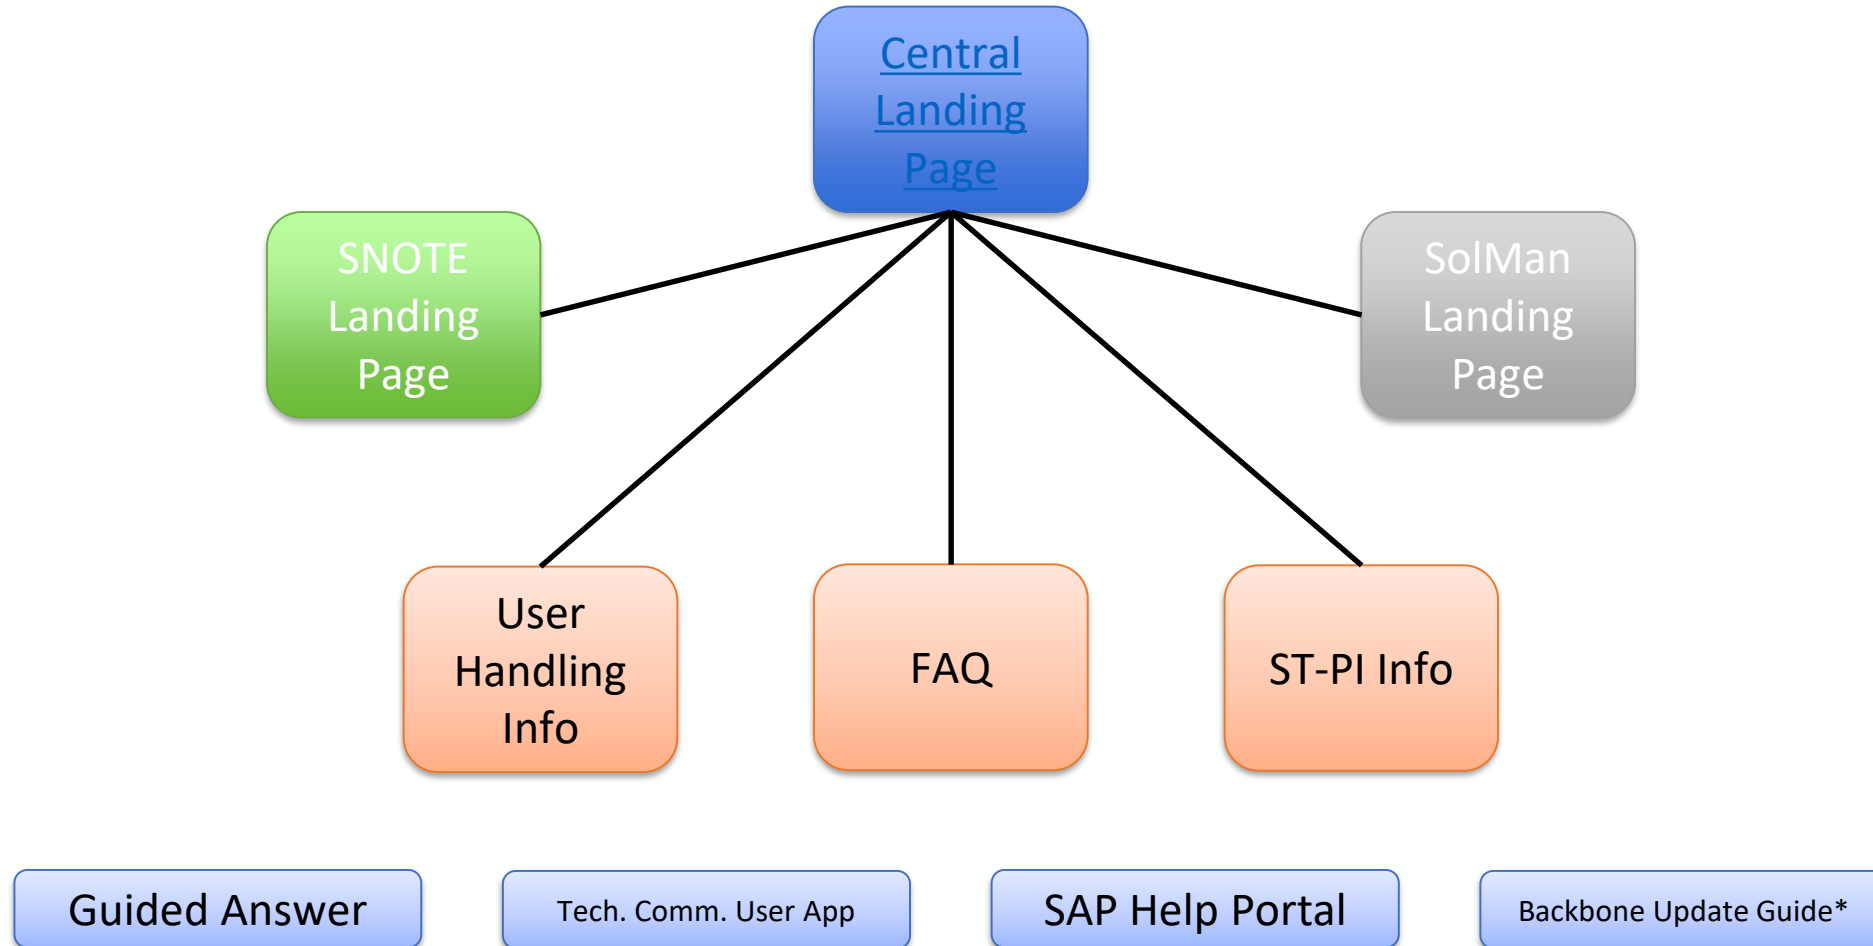 Central
Landing
Page
SNOTE
Landing
Page
SolMan
Landing
Page
User
Handling
Info
FAQ
ST-PI Info
Guided Answer
Tech. Comm. User App
SAP Help Portal
Backbone Update Guide*